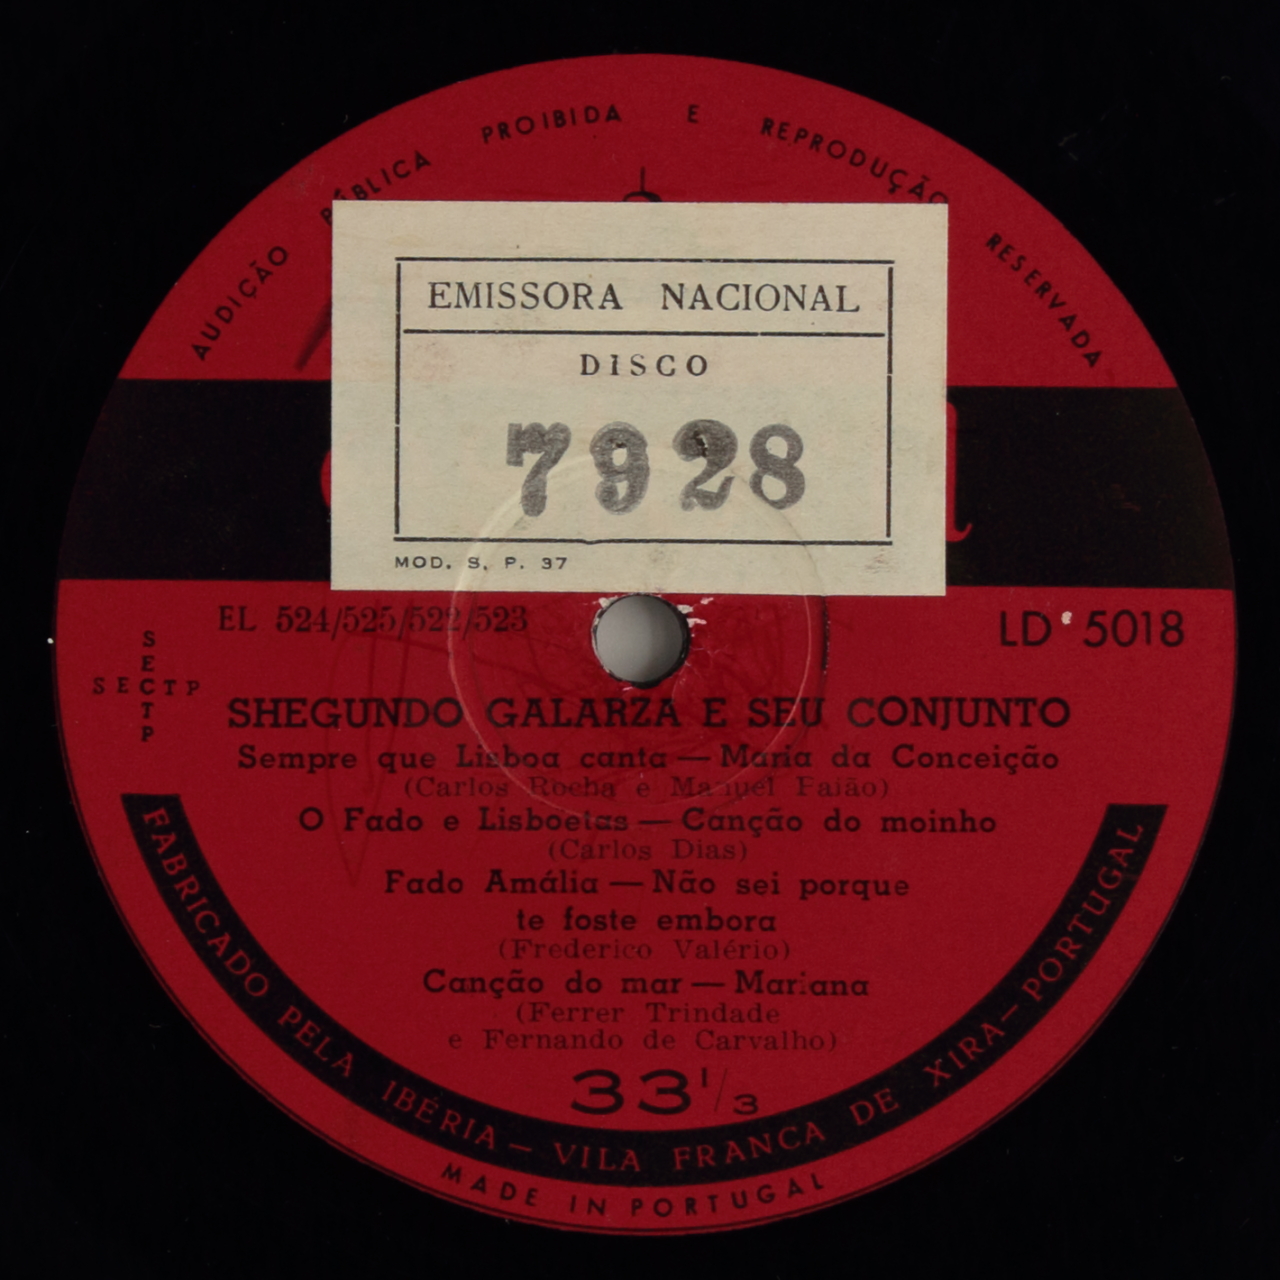 AUDIÇÃO PÚBLICA PROIBIDA E REPRODUÇÃO RESERVADA
EMISSORA NACIONAL
DISCO
7928
MOD. S. P. 37
EL 524/525/522/523
LD 5018
SECTP
SECTP
SHEGUNDO GALARZA E SEU CONJUNTO
Sempre que Lisboa canta — Maria da Conceição
(Carlos Rocha e Manuel Paião)
O Fado e Lisboetas — Canção do moinho
(Carlos Dias)
Fado Amália — Não sei porque
te foste embora
(Frederico Valério)
Canção do mar — Mariana
(Ferrer Trindade
e Fernando de Carvalho)
33 1/3
FABRICADO PELA IBÉRIA — VILA FRANCA DE XIRA — PORTUGAL
MADE IN PORTUGAL